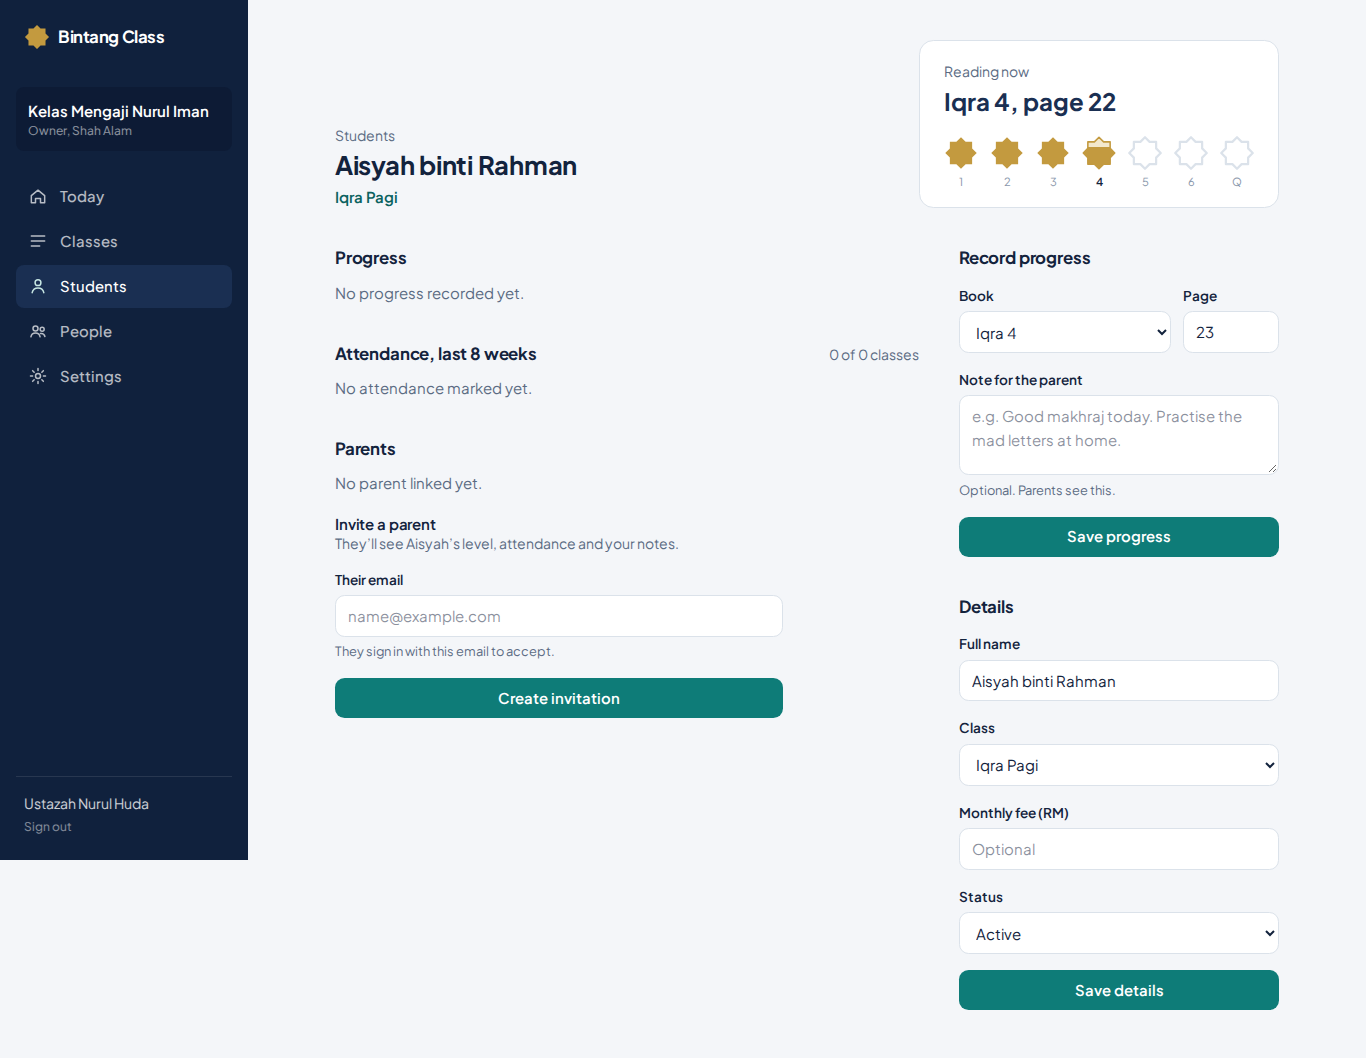 Bintang Class
Kelas Mengaji Nurul Iman
Owner, Shah Alam
Today
Classes
Students
People
Settings
Ustazah Nurul Huda
Sign out
Students
Aisyah binti Rahman
Iqra Pagi
Reading now
Iqra 4, page 22
1 2 3 4 5 6 Q
Progress
No progress recorded yet.
Attendance, last 8 weeks
0 of 0 classes
No attendance marked yet.
Parents
No parent linked yet.
Invite a parent
They’ll see Aisyah’s level, attendance and your notes.
Their email
name@example.com
They sign in with this email to accept.
Create invitation
Record progress
Book Page
Iqra 4 23
Note for the parent
e.g. Good makhraj today. Practise the
mad letters at home.
Optional. Parents see this.
Save progress
Details
Full name
Aisyah binti Rahman
Class
Iqra Pagi
Monthly fee (RM)
Optional
Status
Active
Save details